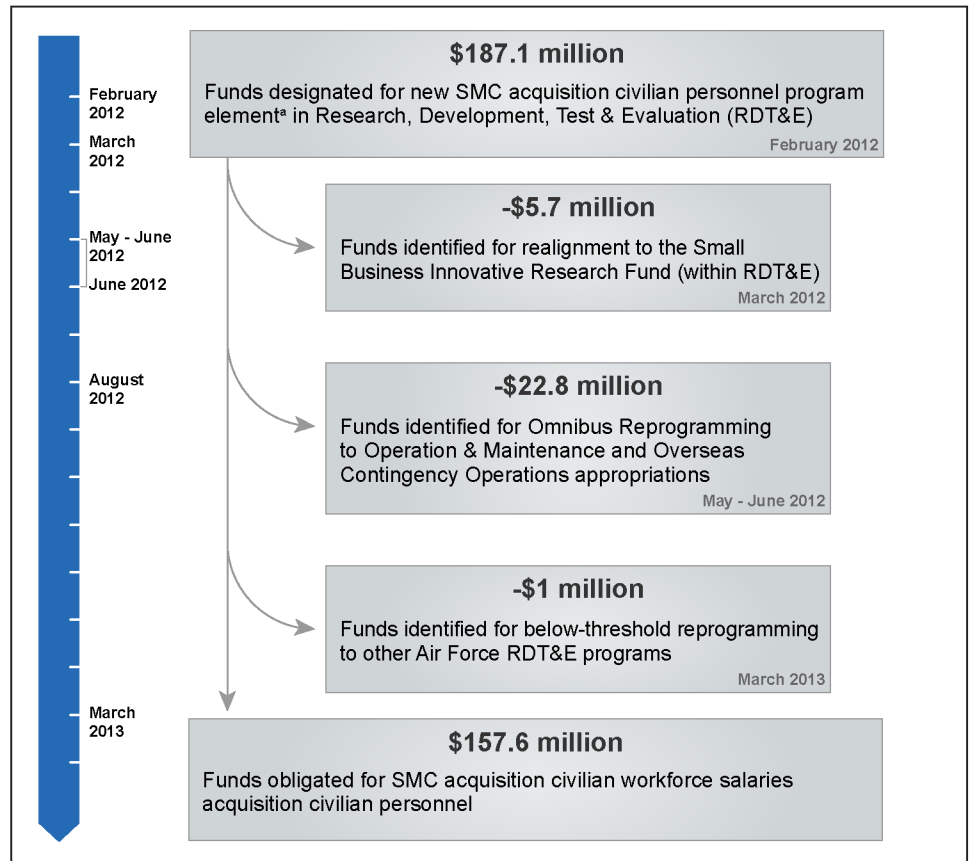 February
2012
March
2012
May - June
2012
June 2012
August
2012
March
2013
$187.1 million
Funds designated for new SMC acquisition civilian personnel program
elementᵃ in Research, Development, Test & Evaluation (RDT&E)
February 2012
-$5.7 million
Funds identified for realignment to the Small
Business Innovative Research Fund (within RDT&E)
March 2012
-$22.8 million
Funds identified for Omnibus Reprogramming
to Operation & Maintenance and Overseas
Contingency Operations appropriations
May - June 2012
-$1 million
Funds identified for below-threshold reprogramming
to other Air Force RDT&E programs
March 2013
$157.6 million
Funds obligated for SMC acquisition civilian workforce salaries
acquisition civilian personnel